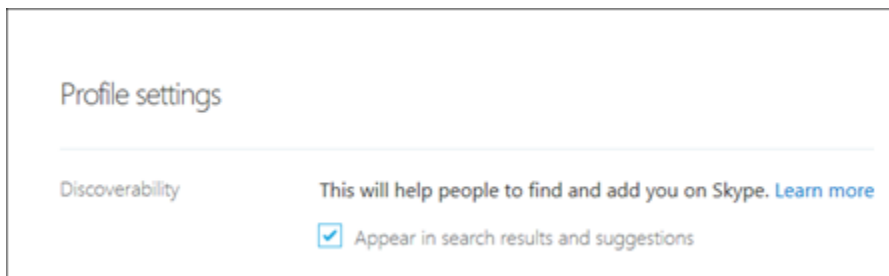 Profile settings
Discoverability
This will help people to find and add you on Skype. Learn more
Appear in search results and suggestions